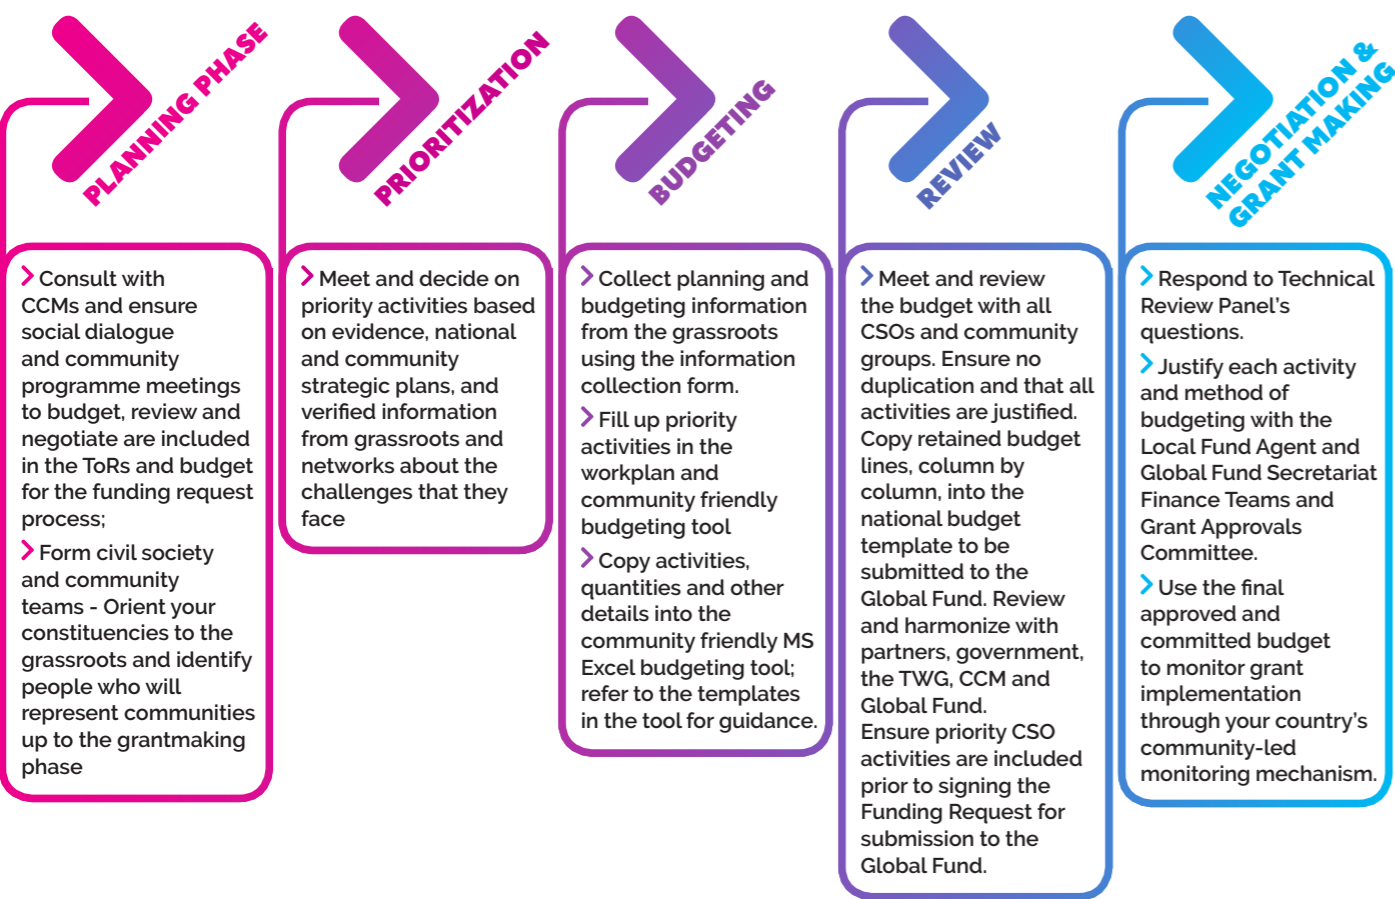 PLANNING PHASE
Consult with
CCMs and ensure
social dialogue
and community
programme meetings
to budget, review and
negotiate are included
in the ToRs and budget
for the funding request
process;
Form civil society
and community
teams - Orient your
constituencies to the
grassroots and identify
people who will
represent communities
up to the grantmaking
phase
PRIORITIZATION
Meet and decide on
priority activities based
on evidence, national
and community
strategic plans, and
verified information
from grassroots and
networks about the
challenges that they
face
BUDGETING
Collect planning and
budgeting information
from the grassroots
using the information
collection form.
Fill up priority
activities in the
workplan and
community friendly
budgeting tool
Copy activities,
quantities and other
details into the
community friendly MS
Excel budgeting tool;
refer to the templates
in the tool for guidance.
REVIEW
Meet and review
the budget with all
CSOs and community
groups. Ensure no
duplication and that all
activities are justified.
Copy retained budget
lines, column by
column, into the
national budget
template to be
submitted to the
Global Fund. Review
and harmonize with
partners, government,
the TWG, CCM and
Global Fund.
Ensure priority CSO
activities are included
prior to signing the
Funding Request for
submission to the
Global Fund.
NEGOTIATION &
GRANT MAKING
Respond to Technical
Review Panel's
questions.
Justify each activity
and method of
budgeting with the
Local Fund Agent and
Global Fund Secretariat
Finance Teams and
Grant Approvals
Committee.
Use the final
approved and
committed budget
to monitor grant
implementation
through your country's
community-led
monitoring mechanism.